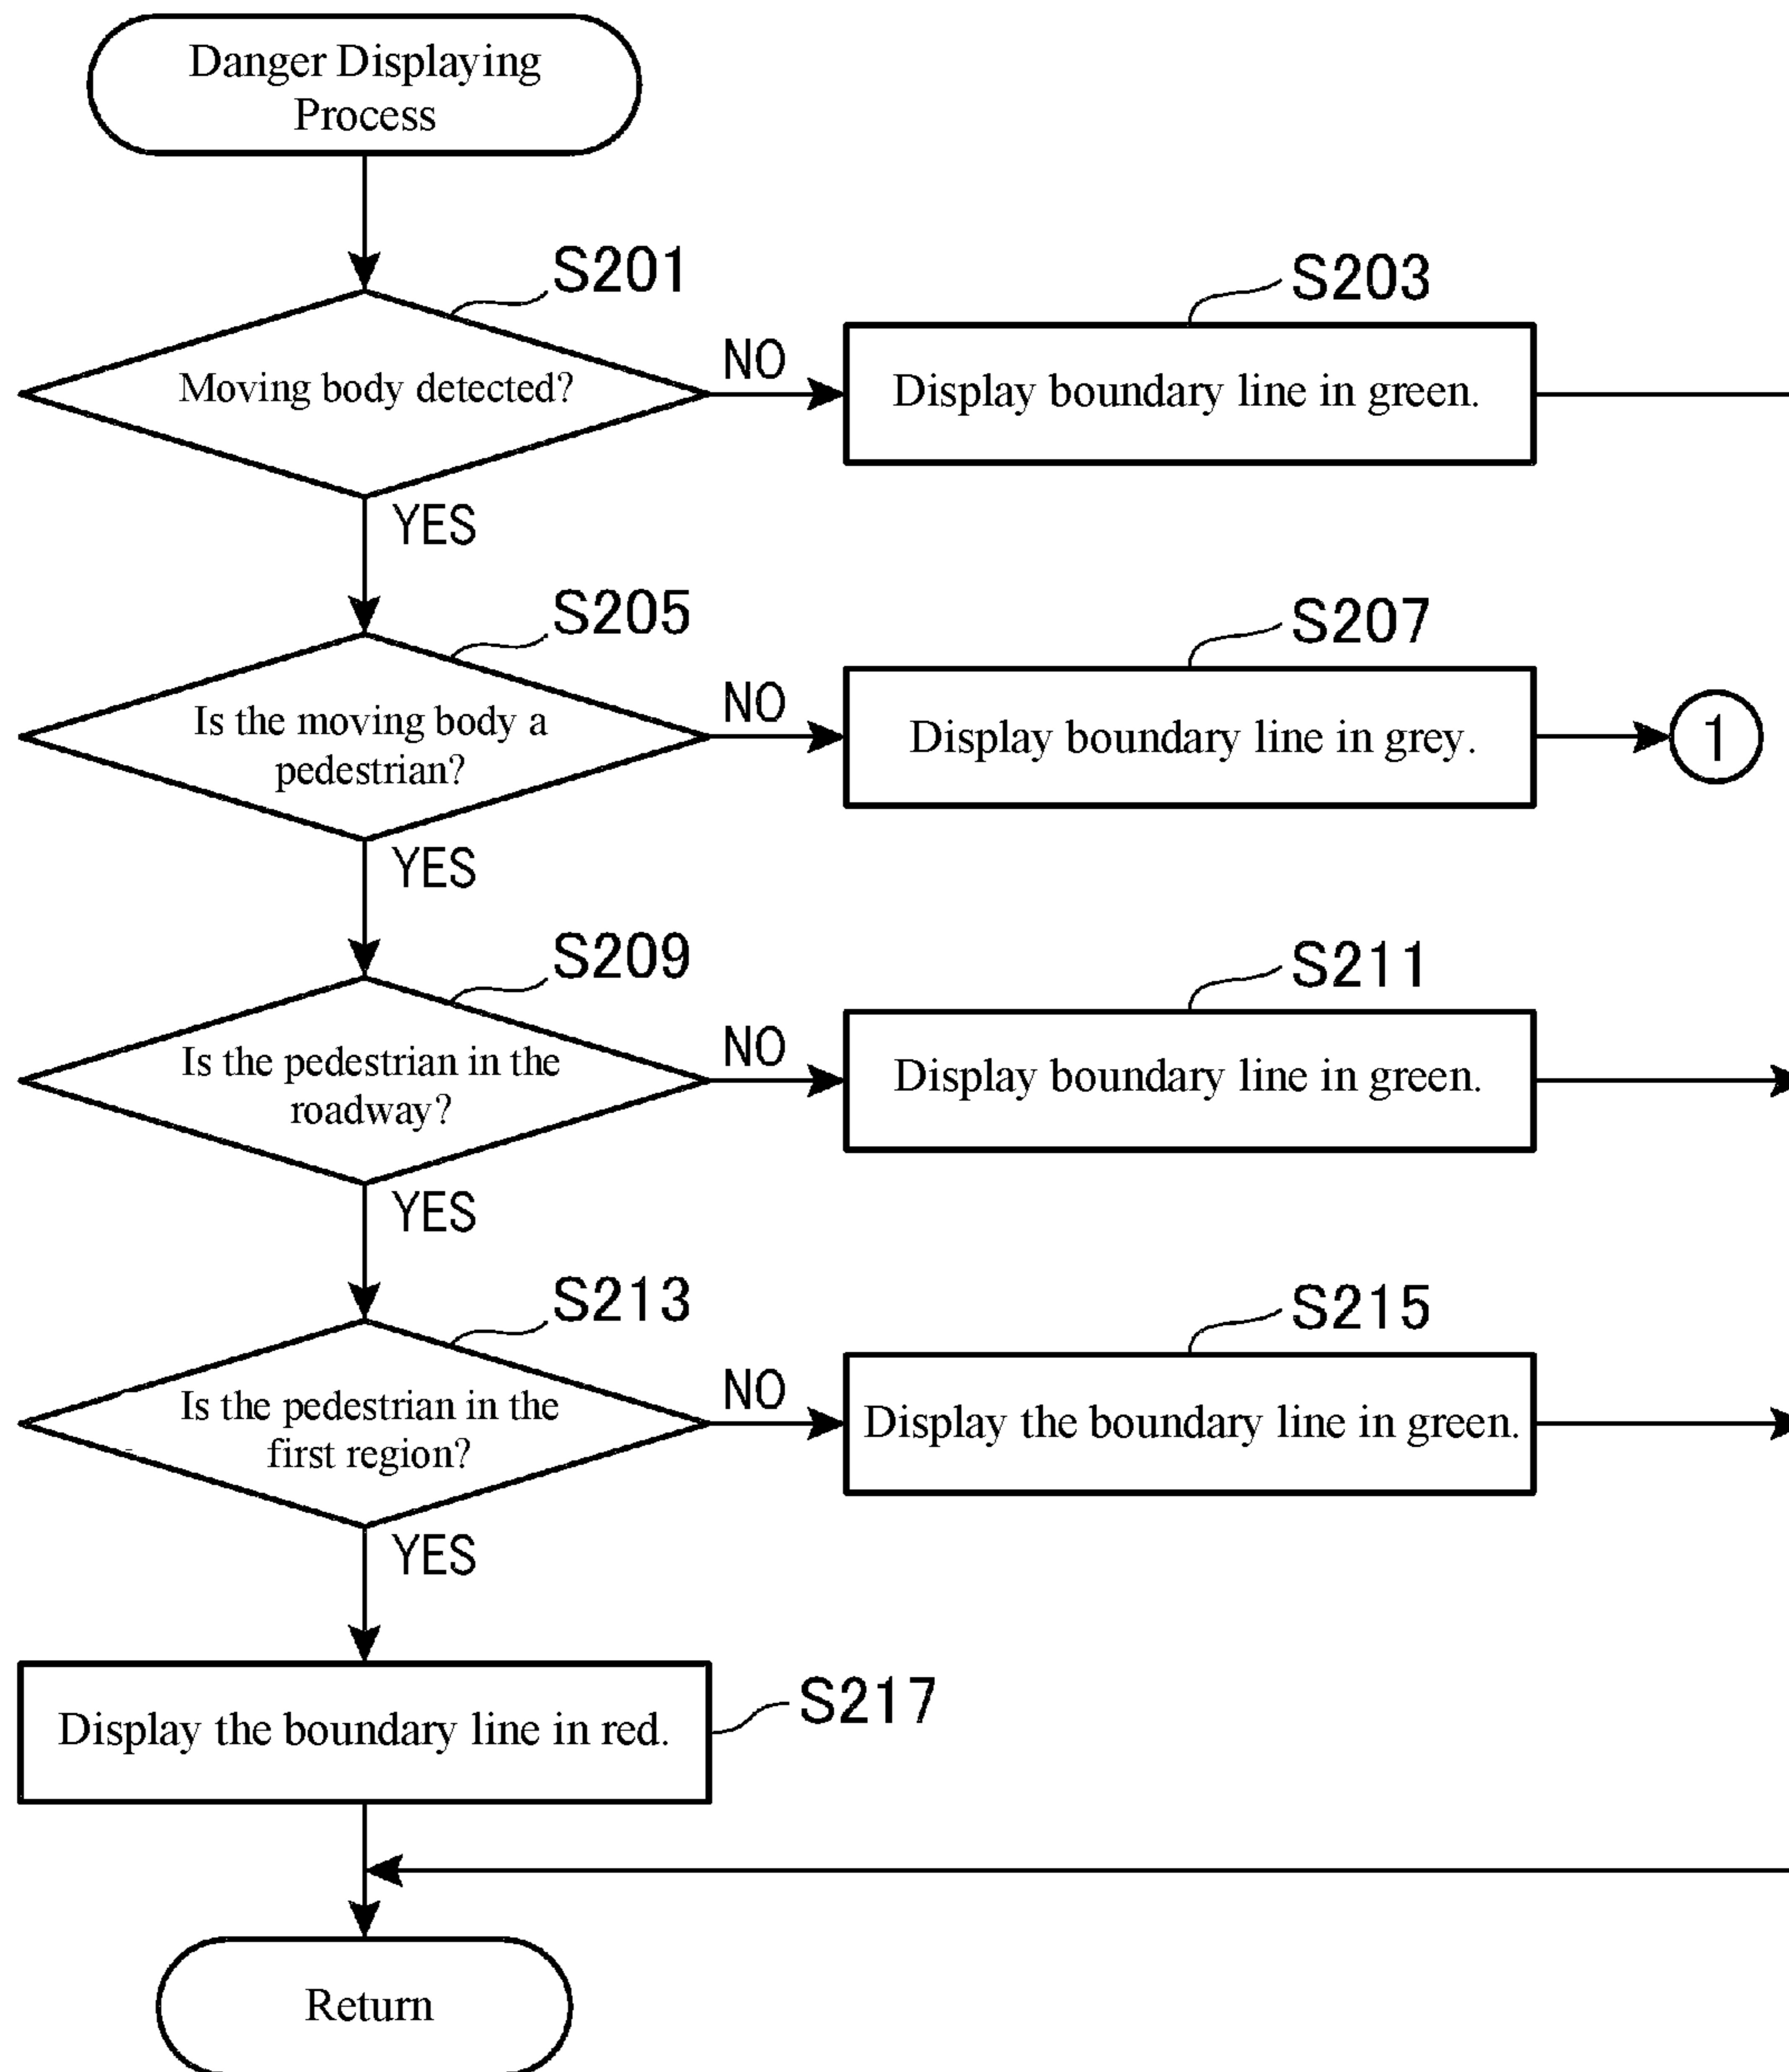 Danger Displaying
Process
S201
S203
Moving body detected?
NO
Display boundary line in green.
YES
S205
S207
Is the moving body a
pedestrian?
NO
Display boundary line in grey.
1
YES
S209
S211
Is the pedestrian in the
roadway?
NO
Display boundary line in green.
YES
S213
S215
Is the pedestrian in the
first region?
NO
Display the boundary line in green.
YES
Display the boundary line in red.
S217
Return